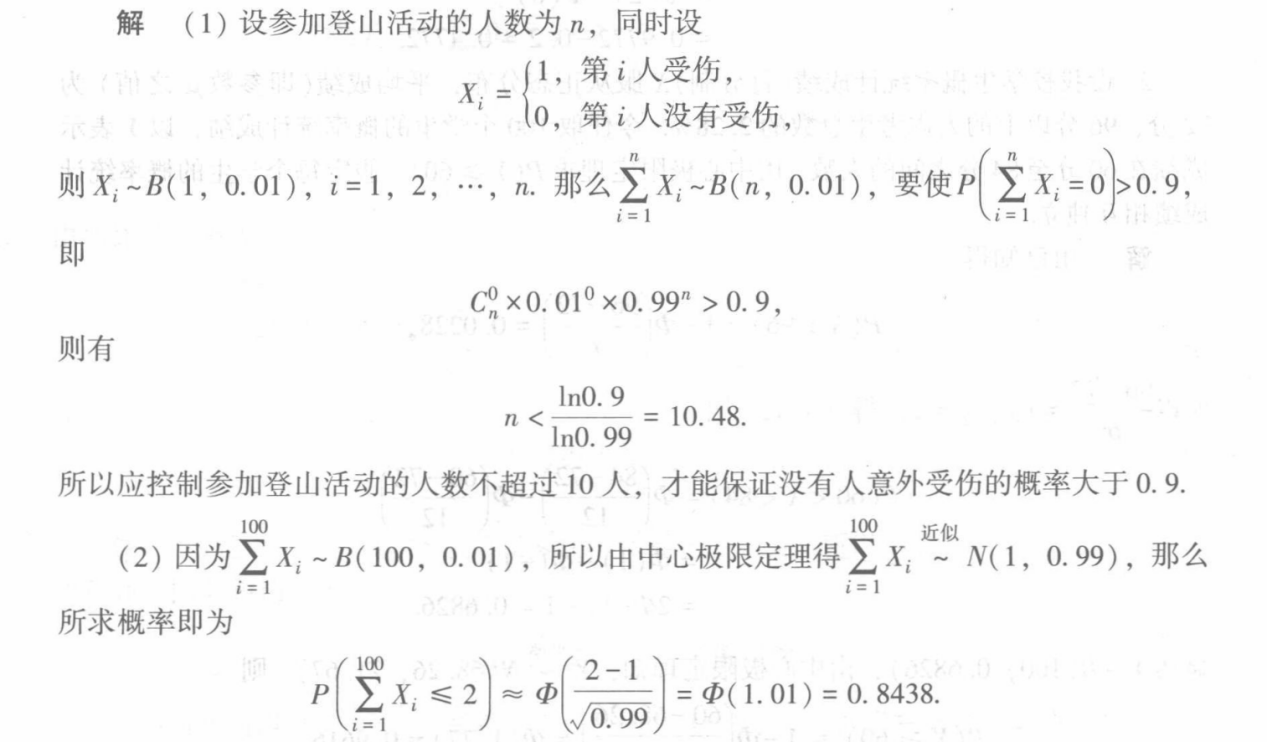 解 (1) 设参加登山活动的人数为 n, 同时设
X_i = {1, 第 i 人受伤,
0, 第 i 人没有受伤,
则 X_i ~ B(1, 0.01), i = 1, 2, …, n. 那么 ∑_{i=1}^{n} X_i ~ B(n, 0.01), 要使 P(∑_{i=1}^{n} X_i = 0) > 0.9,
即
C_n^0 × 0.01^0 × 0.99^n > 0.9,
则有
n < ln0.9 / ln0.99 = 10.48.
所以应控制参加登山活动的人数不超过 10 人, 才能保证没有人意外受伤的概率大于 0.9.
(2) 因为 ∑_{i=1}^{100} X_i ~ B(100, 0.01), 所以由中心极限定理得 ∑_{i=1}^{100} X_i 近似 ~ N(1, 0.99), 那么
所求概率即为
P(∑_{i=1}^{100} X_i ⩽ 2) ≈ Φ((2-1)/√0.99) = Φ(1.01) = 0.8438.